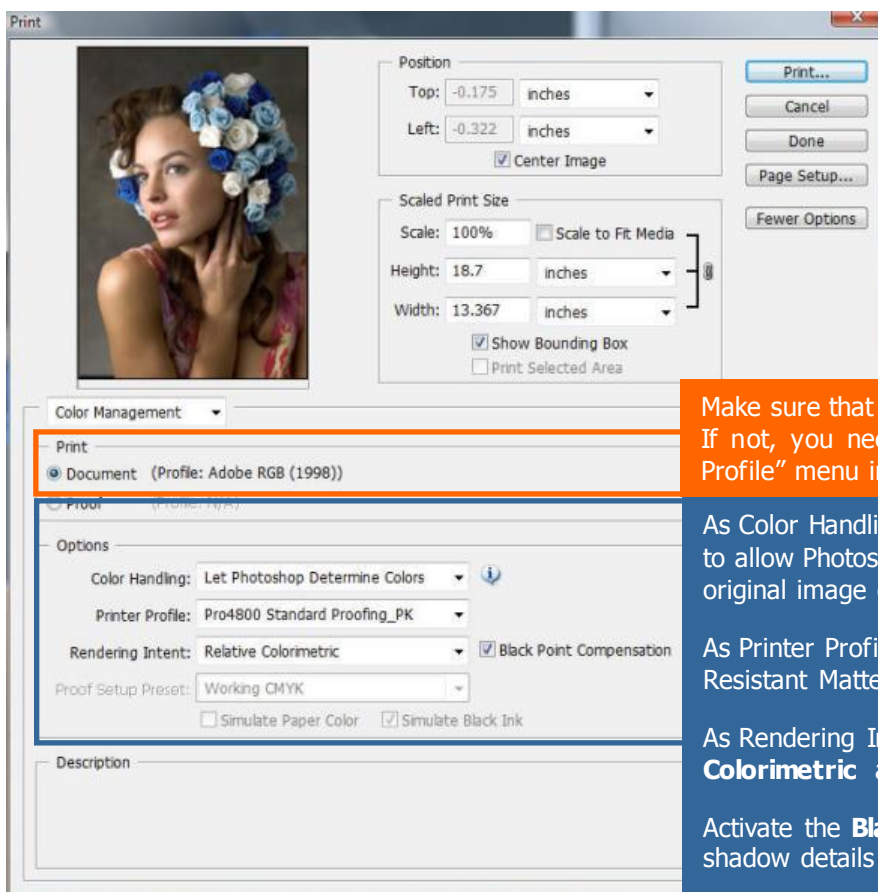 Print
Position
Top: -0.175 inches
Left: -0.322 inches
Center Image
Print...
Cancel
Done
Page Setup...
Fewer Options
Scaled Print Size
Scale: 100% Scale to Fit Media
Height: 18.7 inches
Width: 13.367 inches
Show Bounding Box
Print Selected Area
Color Management
Print
Document (Profile: Adobe RGB (1998))
Proof (Profile: N/A)
Options
Color Handling: Let Photoshop Determine Colors
Printer Profile: Pro4800 Standard Proofing_PK
Rendering Intent: Relative Colorimetric Black Point Compensation
Proof Setup Preset: Working CMYK
Simulate Paper Color Simulate Black Ink
Description
Make sure that
If not, you
Profile" menu
As Color
to allow
original image
As Printer
Resistant Matte
As Rendering
Colorimetric
Activate the
shadow details